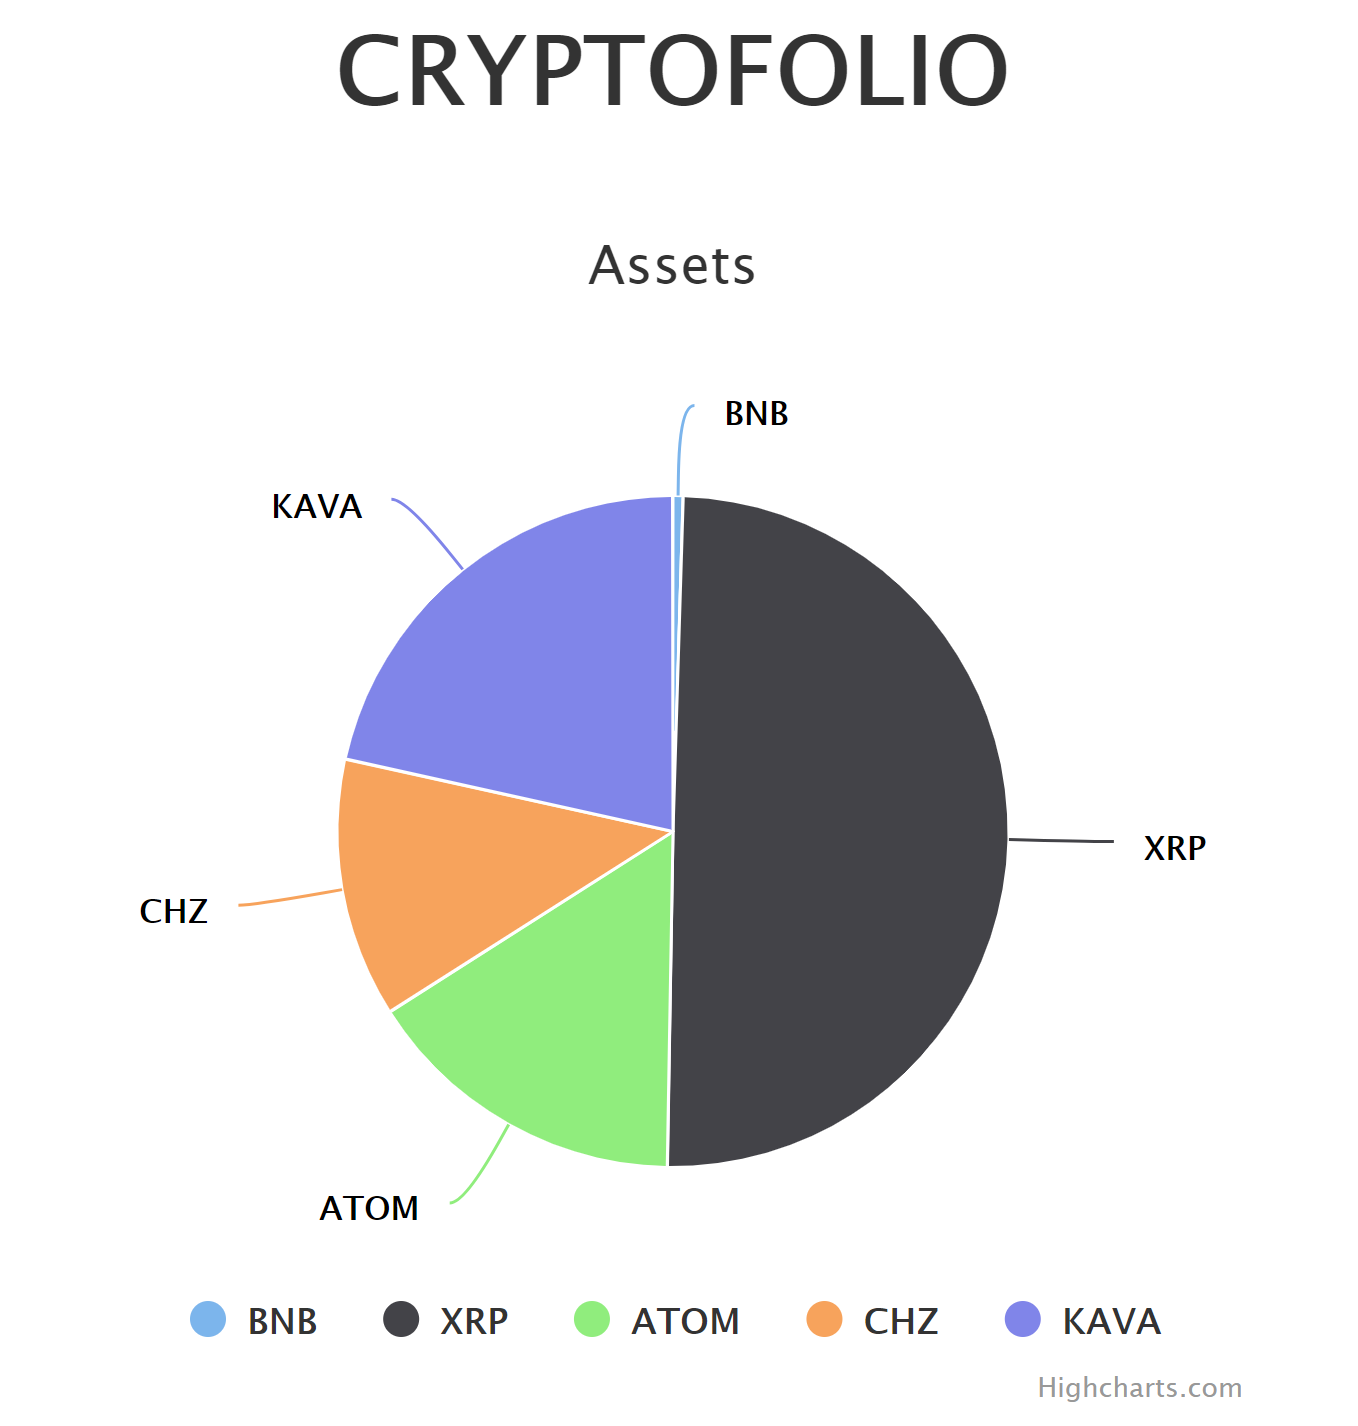 CRYPTOFOLIO
Assets
BNB
KAVA
XRP
CHZ
ATOM
BNB XRP ATOM CHZ KAVA
Highcharts.com